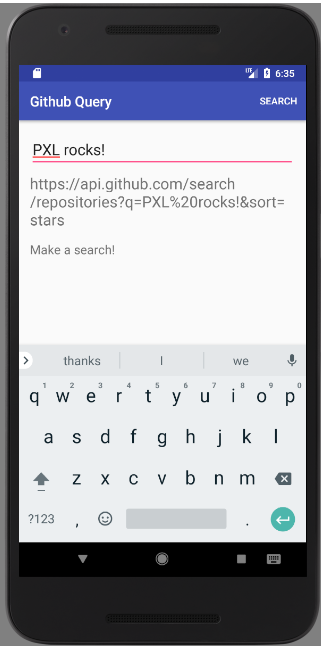 LTE 6:35
Github Query SEARCH
PXL rocks!
https://api.github.com/search
/repositories?q=PXL%20rocks!&sort=
stars
Make a search!
thanks I we
1 2 3 4 5 6 7 8 9 0
q w e r t y u i o p
a s d f g h j k l
z x c v b n m
?123 , .